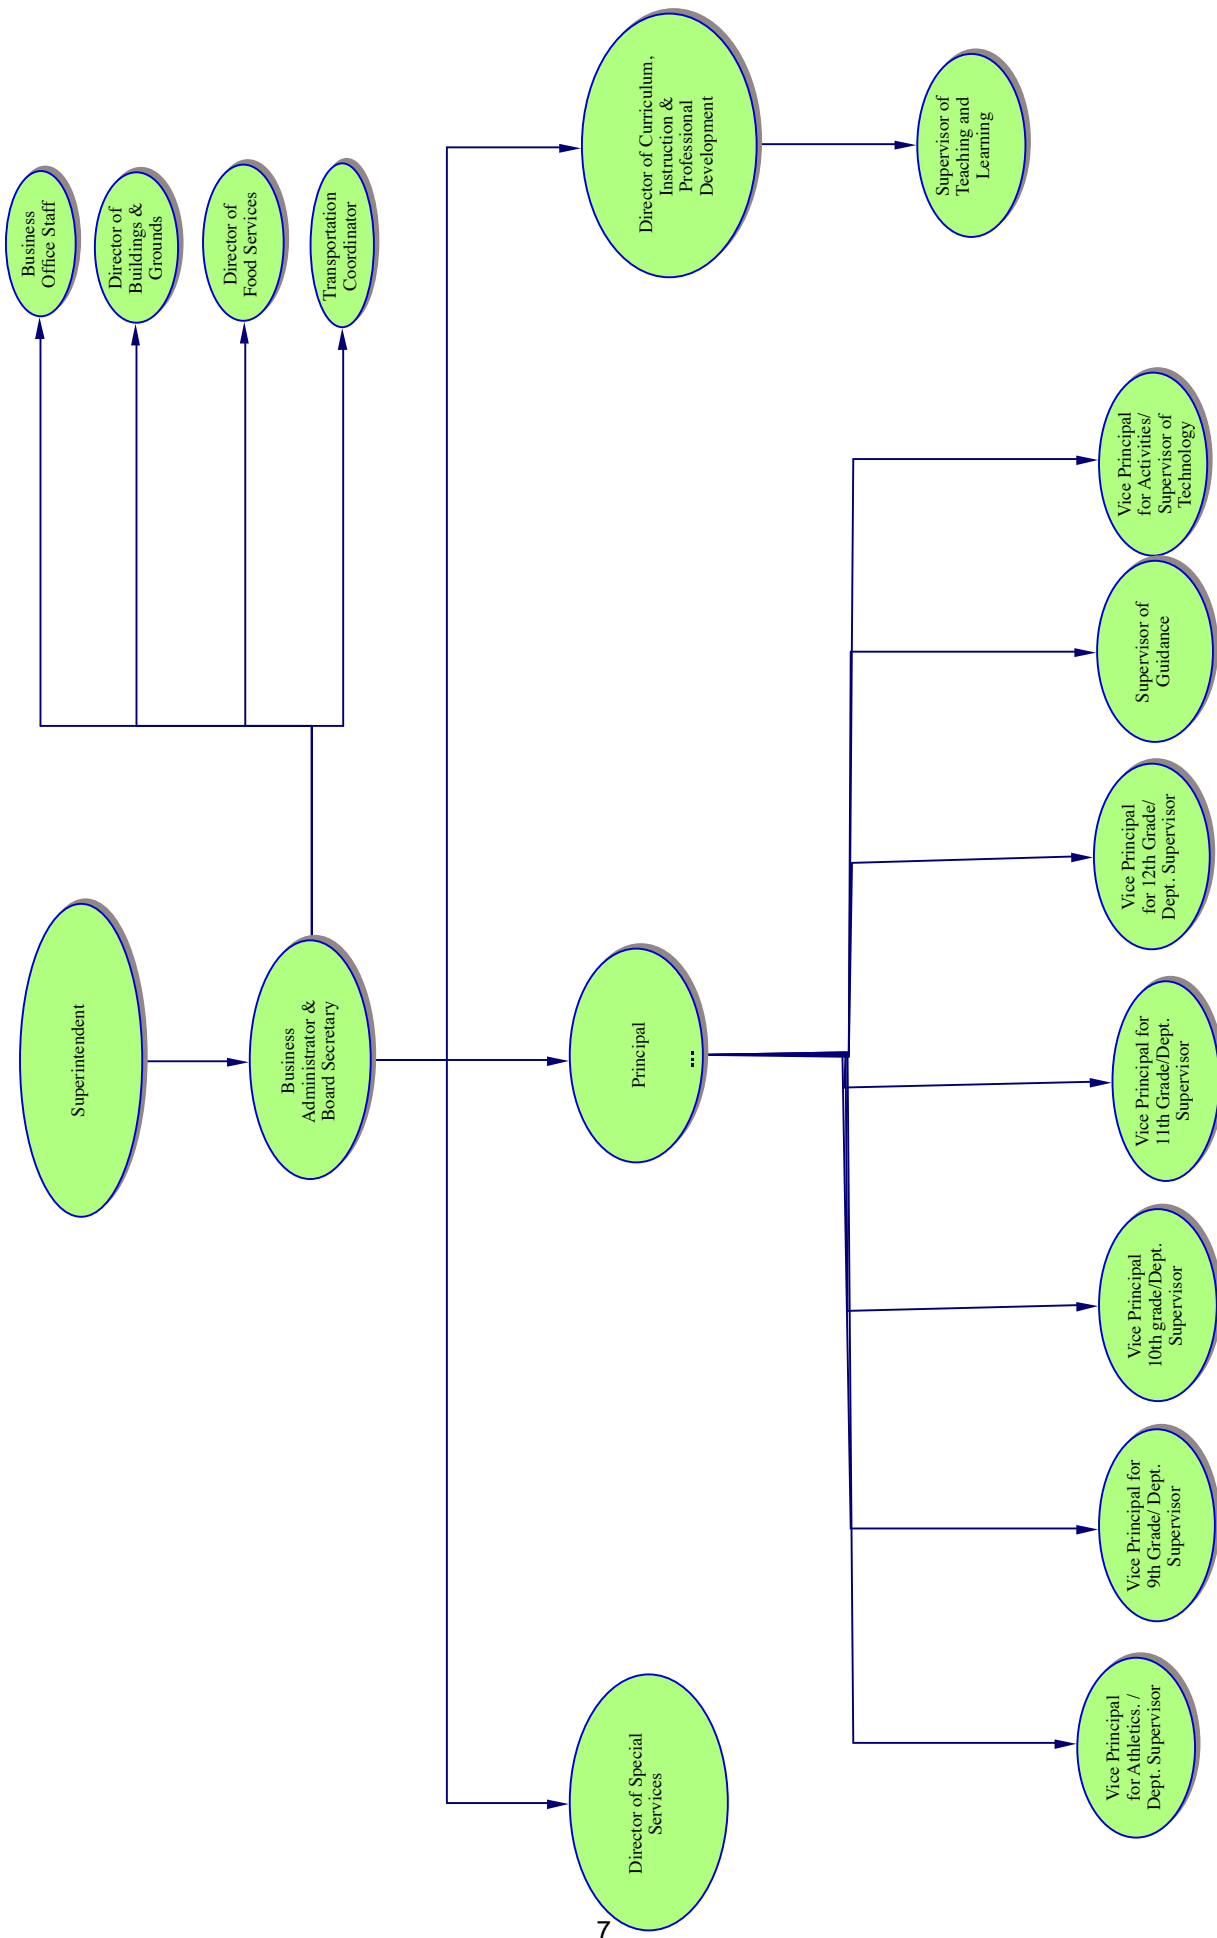 Superintendent
Business
Administrator &
Board Secretary
Business
Office Staff
Director of
Buildings &
Grounds
Director of
Food Services
Transportation
Coordinator
Director of Special
Services
Principal
Director of Curriculum,
Instruction &
Professional
Development
Supervisor of
Teaching and
Learning
Vice Principal
for Athletics. /
Dept. Supervisor
Vice Principal for
9th Grade/ Dept.
Supervisor
Vice Principal
10th grade/Dept.
Supervisor
Vice Principal for
11th Grade/Dept.
Supervisor
Vice Principal
for 12th Grade/
Dept. Supervisor
Supervisor of
Guidance
Vice Principal
for Activities/
Supervisor of
Technology
7